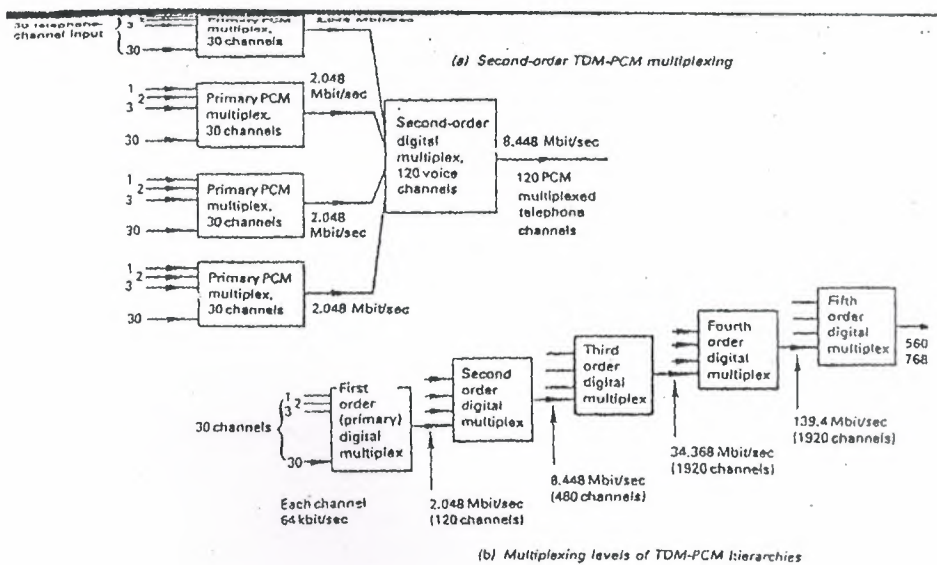 30 Telephone-
channel Input
3
30
Primary PCM
multiplex,
30 channels
(a) Second-order TDM-PCM multiplexing
1
2
3
30
Primary PCM
multiplex,
30 channels
2.048
Mbit/sec
1
2
3
30
Primary PCM
multiplex,
30 channels
2.048
Mbit/sec
1
2
3
30
Primary PCM
multiplex,
30 channels
2.048 Mbit/sec
Second-order
digital
multiplex,
120 voice
channels
8.448 Mbit/sec
120 PCM
multiplexed
telephone
channels
30 channels
1
2
3
30
First
order
(primary)
digital
multiplex
Each channel
64 kbit/sec
Second
order
digital
multiplex
2.048 Mbit/sec
(120 channels)
Third
order
digital
multiplex
8.448 Mbit/sec
(480 channels)
Fourth
order
digital
multiplex
34.368 Mbit/sec
(1920 channels)
Fifth
order
digital
multiplex
139.4 Mbit/sec
(1920 channels)
560
768
(b) Multiplexing levels of TDM-PCM hierarchies